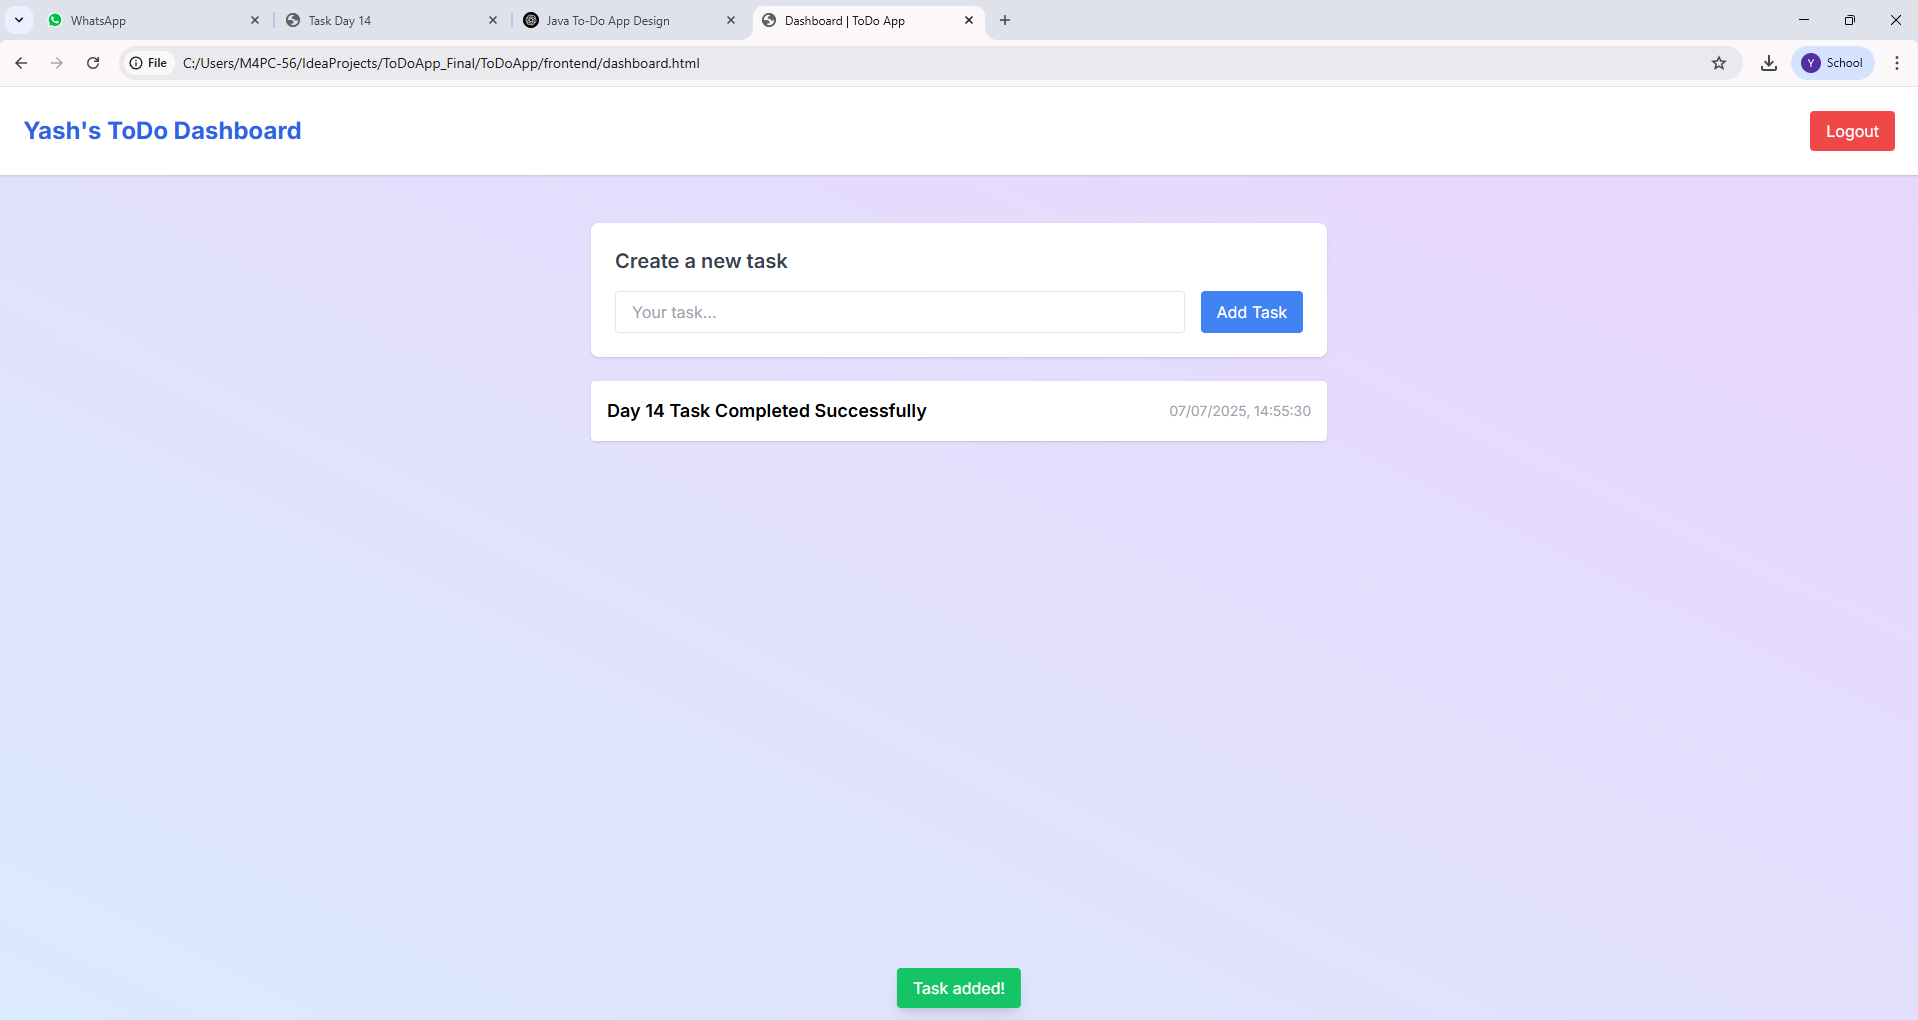 WhatsApp
Task Day 14
Java To-Do App Design
Dashboard | ToDo App
File
C:/Users/M4PC-56/IdeaProjects/ToDoApp_Final/ToDoApp/frontend/dashboard.html
Y
School
Yash's ToDo Dashboard
Logout
Create a new task
Your task...
Add Task
Day 14 Task Completed Successfully
07/07/2025, 14:55:30
Task added!